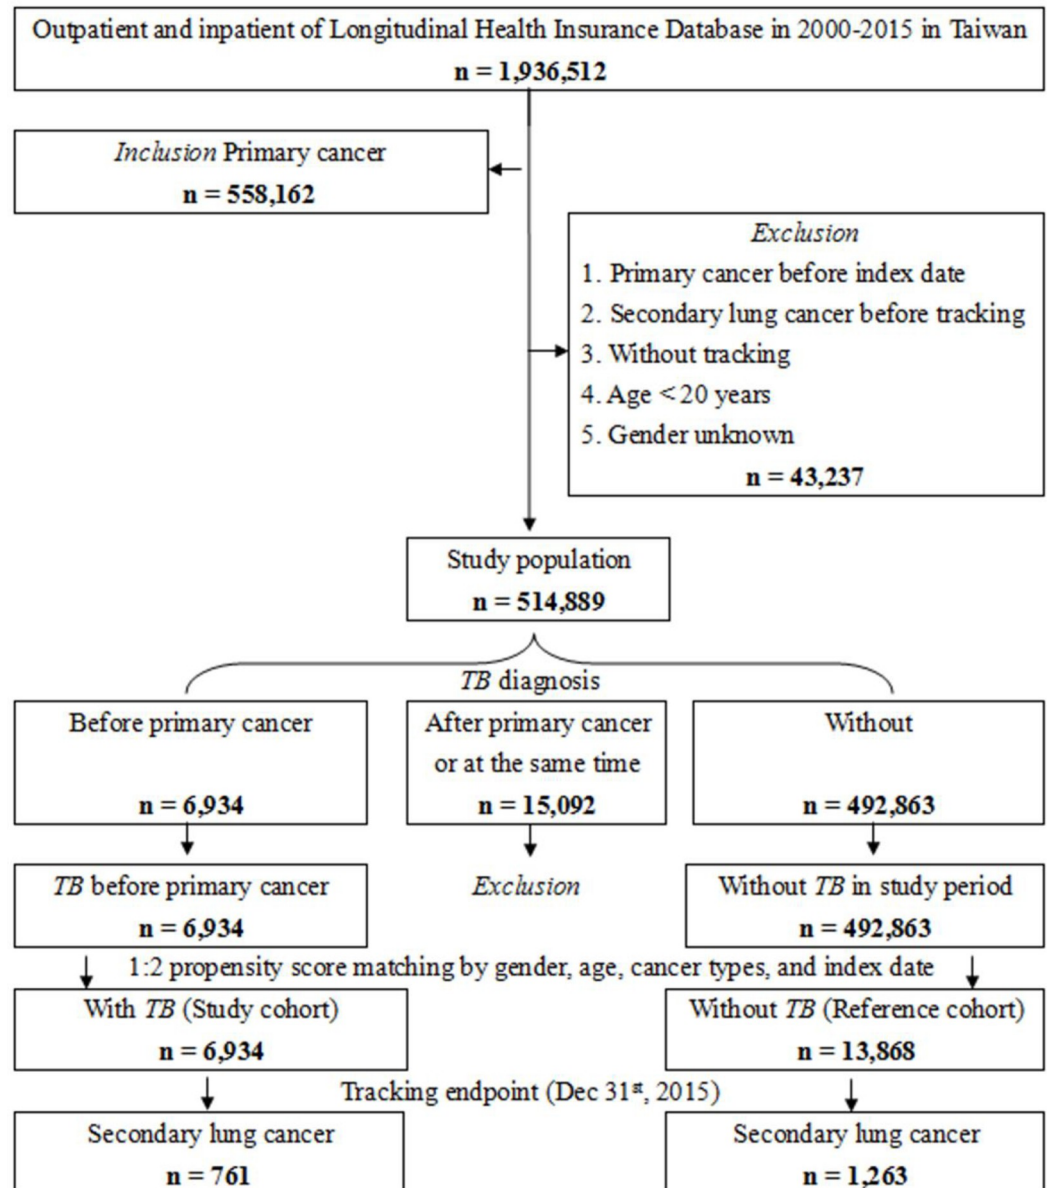 Outpatient and inpatient of Longitudinal Health Insurance Database in 2000-2015 in Taiwan
n = 1,936,512
Inclusion Primary cancer
n = 558,162
Exclusion
1. Primary cancer before index date
2. Secondary lung cancer before tracking
3. Without tracking
4. Age <20 years
5. Gender unknown
n = 43,237
Study population
n = 514,889
TB diagnosis
Before primary cancer
n = 6,934
After primary cancer
or at the same time
n = 15,092
Without
n = 492,863
TB before primary cancer
n = 6,934
Exclusion
Without TB in study period
n = 492,863
1:2 propensity score matching by gender, age, cancer types, and index date
With TB (Study cohort)
n = 6,934
Without TB (Reference cohort)
n = 13,868
Tracking endpoint (Dec 31st, 2015)
Secondary lung cancer
n = 761
Secondary lung cancer
n = 1,263